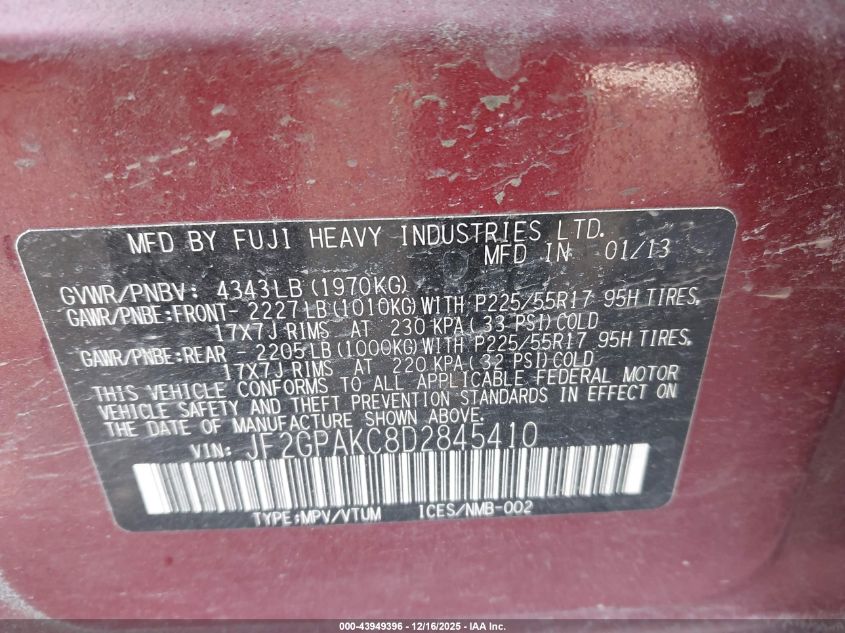 MFD BY FUJI HEAVY INDUSTRIES LTD.
MFD IN 01/13
GVWR/PNBV: 4343LB(1970KG)
GAWR/PNBE:FRONT- 2227LB(1010KG)WITH P225/55R17 95H TIRES,
17X7J RIMS AT 230 KPA(33 PSI)COLD
GAWR/PNBE:REAR - 2205LB(1000KG)WITH P225/55R17 95H TIRES,
17X7J RIMS AT 220 KPA(32 PSI)COLD
THIS VEHICLE CONFORMS TO ALL APPLICABLE FEDERAL MOTOR
VEHICLE SAFETY AND THEFT PREVENTION STANDARDS IN EFFECT ON
THE DATE OF MANUFACTURE SHOWN ABOVE.
VIN: JF2GPAKC8D2845410
TYPE:MPV/VTUM ICES/NMB-002
000-43949396 - 12/16/2025 - IAA Inc.